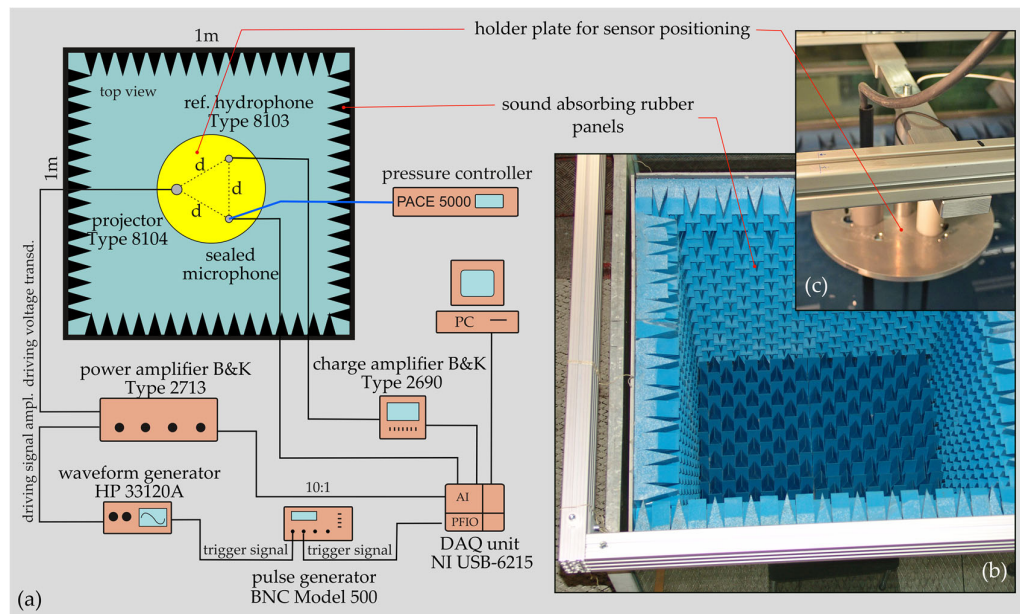 1m
holder plate for sensor positioning
top view
ref. hydrophone
Type 8103
sound absorbing rubber
panels
(c)
1m
d
d
d
projector
Type 8104
sealed
microphone
pressure controller
PACE 5000
PC
driving voltage transd.
driving signal ampl.
power amplifier B&K
Type 2713
charge amplifier B&K
Type 2690
waveform generator
HP 33120A
10:1
AI
PFIO
trigger signal
trigger signal
DAQ unit
NI USB-6215
pulse generator
BNC Model 500
(a)
(b)